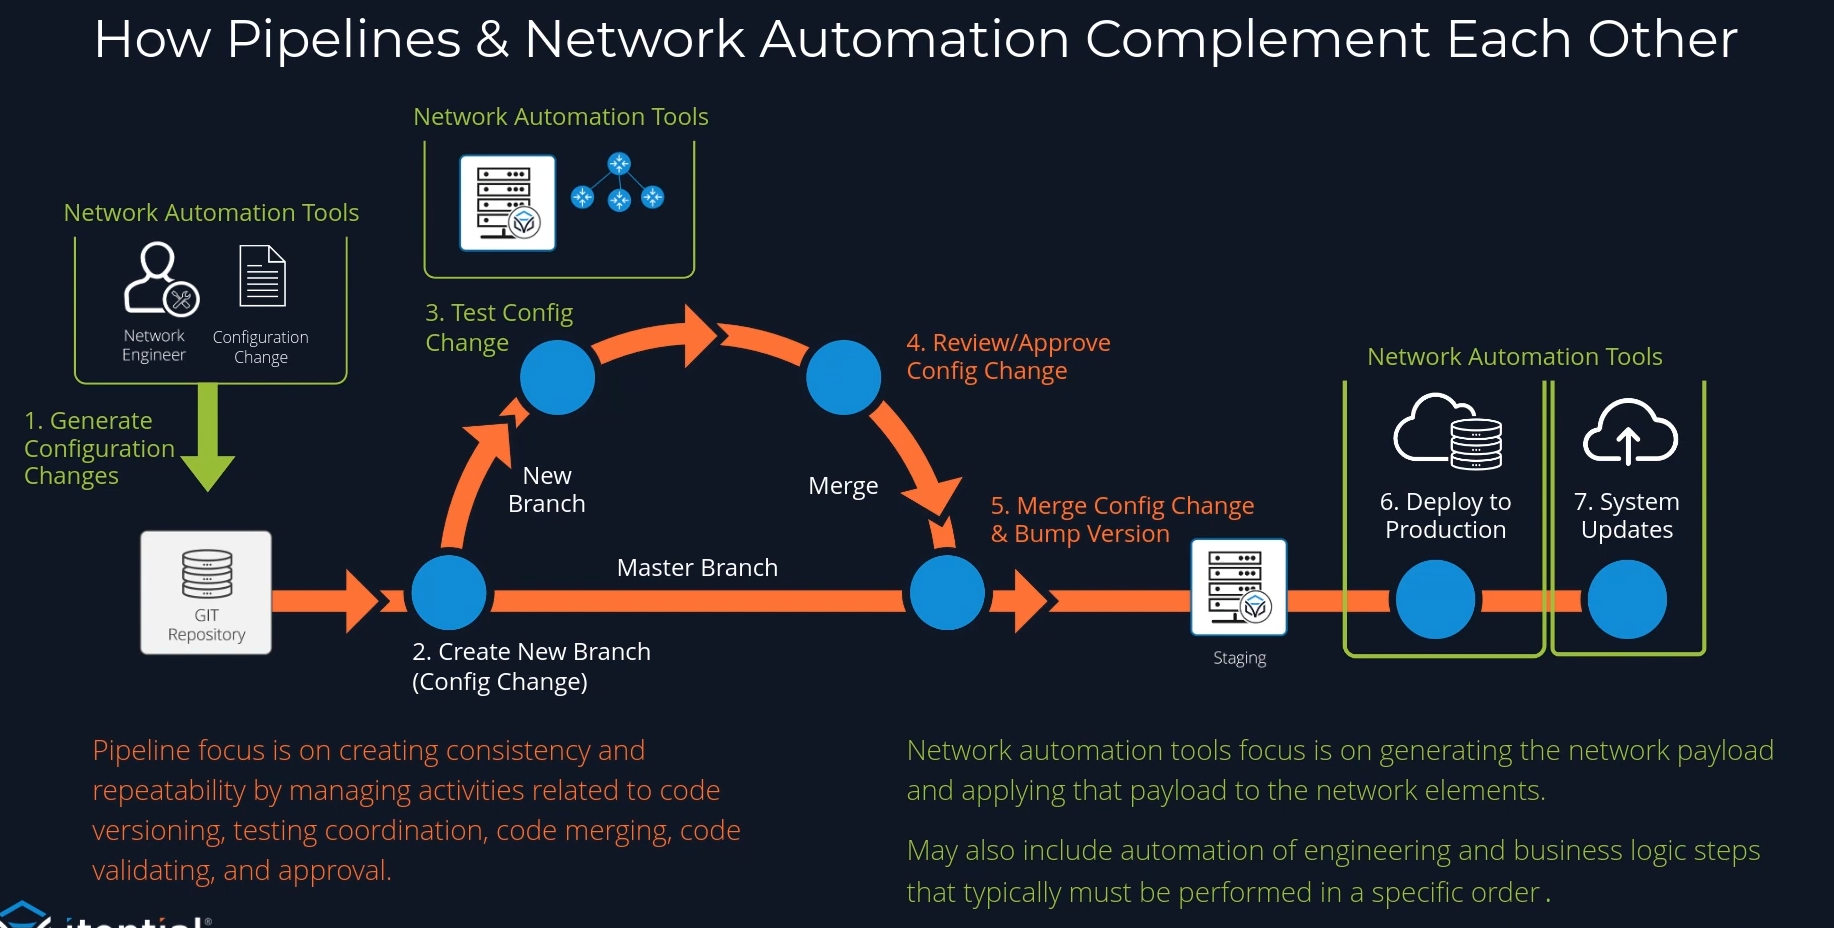 How Pipelines & Network Automation Complement Each Other
Network Automation Tools
Network Automation Tools
Network
Engineer
Configuration
Change
1. Generate
Configuration
Changes
GIT
Repository
3. Test Config
Change
New
Branch
2. Create New Branch
(Config Change)
Master Branch
4. Review/Approve
Config Change
Merge
5. Merge Config Change
& Bump Version
Staging
Network Automation Tools
6. Deploy to
Production
7. System
Updates
Pipeline focus is on creating consistency and
repeatability by managing activities related to code
versioning, testing coordination, code merging, code
validating, and approval.
Network automation tools focus is on generating the network payload
and applying that payload to the network elements.
May also include automation of engineering and business logic steps
that typically must be performed in a specific order .
itential®